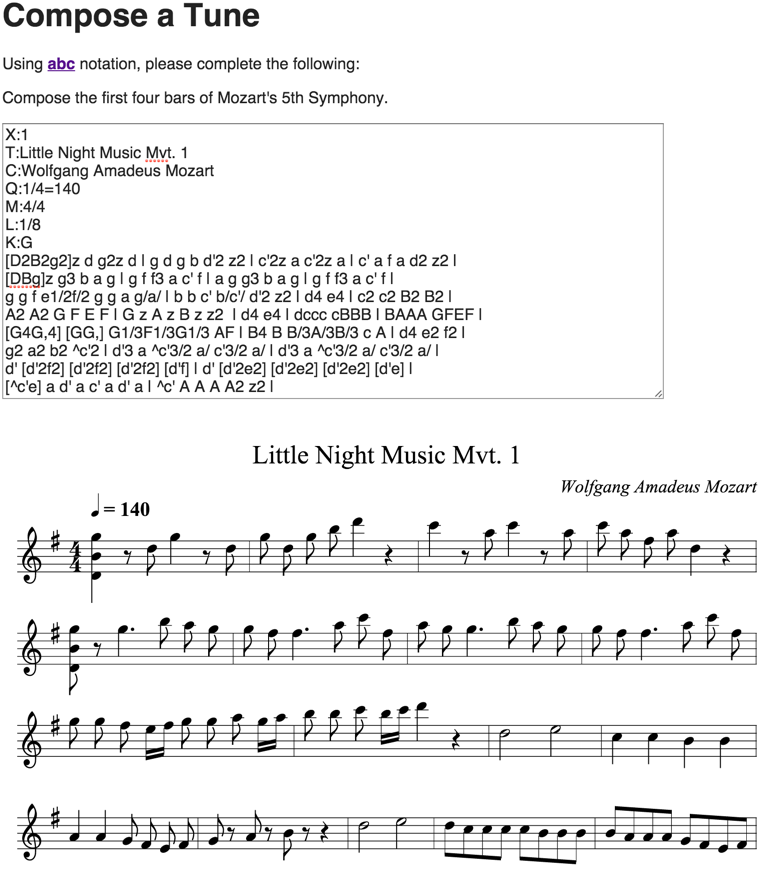 Compose a Tune
Using abc notation, please complete the following:
Compose the first four bars of Mozart's 5th Symphony.
X:1
T:Little Night Music Mvt. 1
C:Wolfgang Amadeus Mozart
Q:1/4=140
M:4/4
L:1/8
K:G
[D2B2g2]z d g2z d | g d g b d'2 z2 | c'2z a c'2z a | c' a f a d2 z2 |
[DBg]z g3 b a g | g f f3 a c' f | a g g3 b a g | g f f3 a c' f |
g g f e1/2f/2 g g a g/a/ | b b c' b/c'/ d'2 z2 | d4 e4 | c2 c2 B2 B2 |
A2 A2 G F E F | G z A z B z z2 | d4 e4 | dccc cBBB | BAAA GFEF |
[G4G,4] [GG,] G1/3F1/3G1/3 AF | B4 B B/3A/3B/3 c A | d4 e2 f2 |
g2 a2 b2 ^c'2 | d'3 a ^c'3/2 a/ c'3/2 a/ | d'3 a ^c'3/2 a/ c'3/2 a/ |
d' [d'2f2] [d'2f2] [d'2f2] [d'f] | d' [d'2e2] [d'2e2] [d'2e2] [d'e] |
[^c'e] a d' a c' a d' a | ^c' A A A A2 z2 |
Little Night Music Mvt. 1
Wolfgang Amadeus Mozart
= 140
4
4